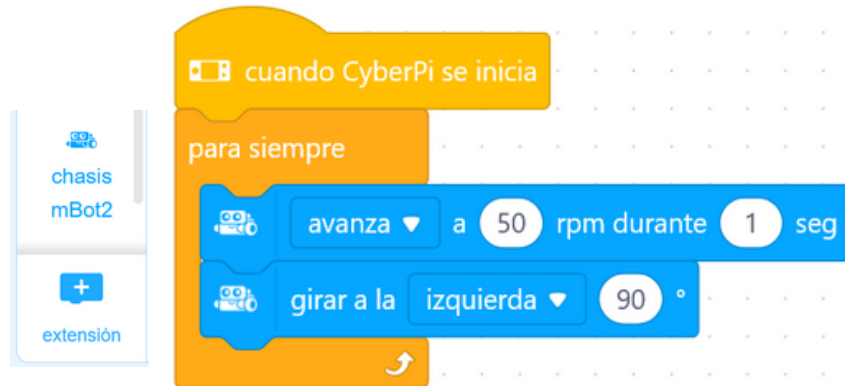 cuando CyberPi se inicia
para siempre
chasis
mBot2
avanza a 50 rpm durante 1 seg
girar a la izquierda 90 °
+
extensión